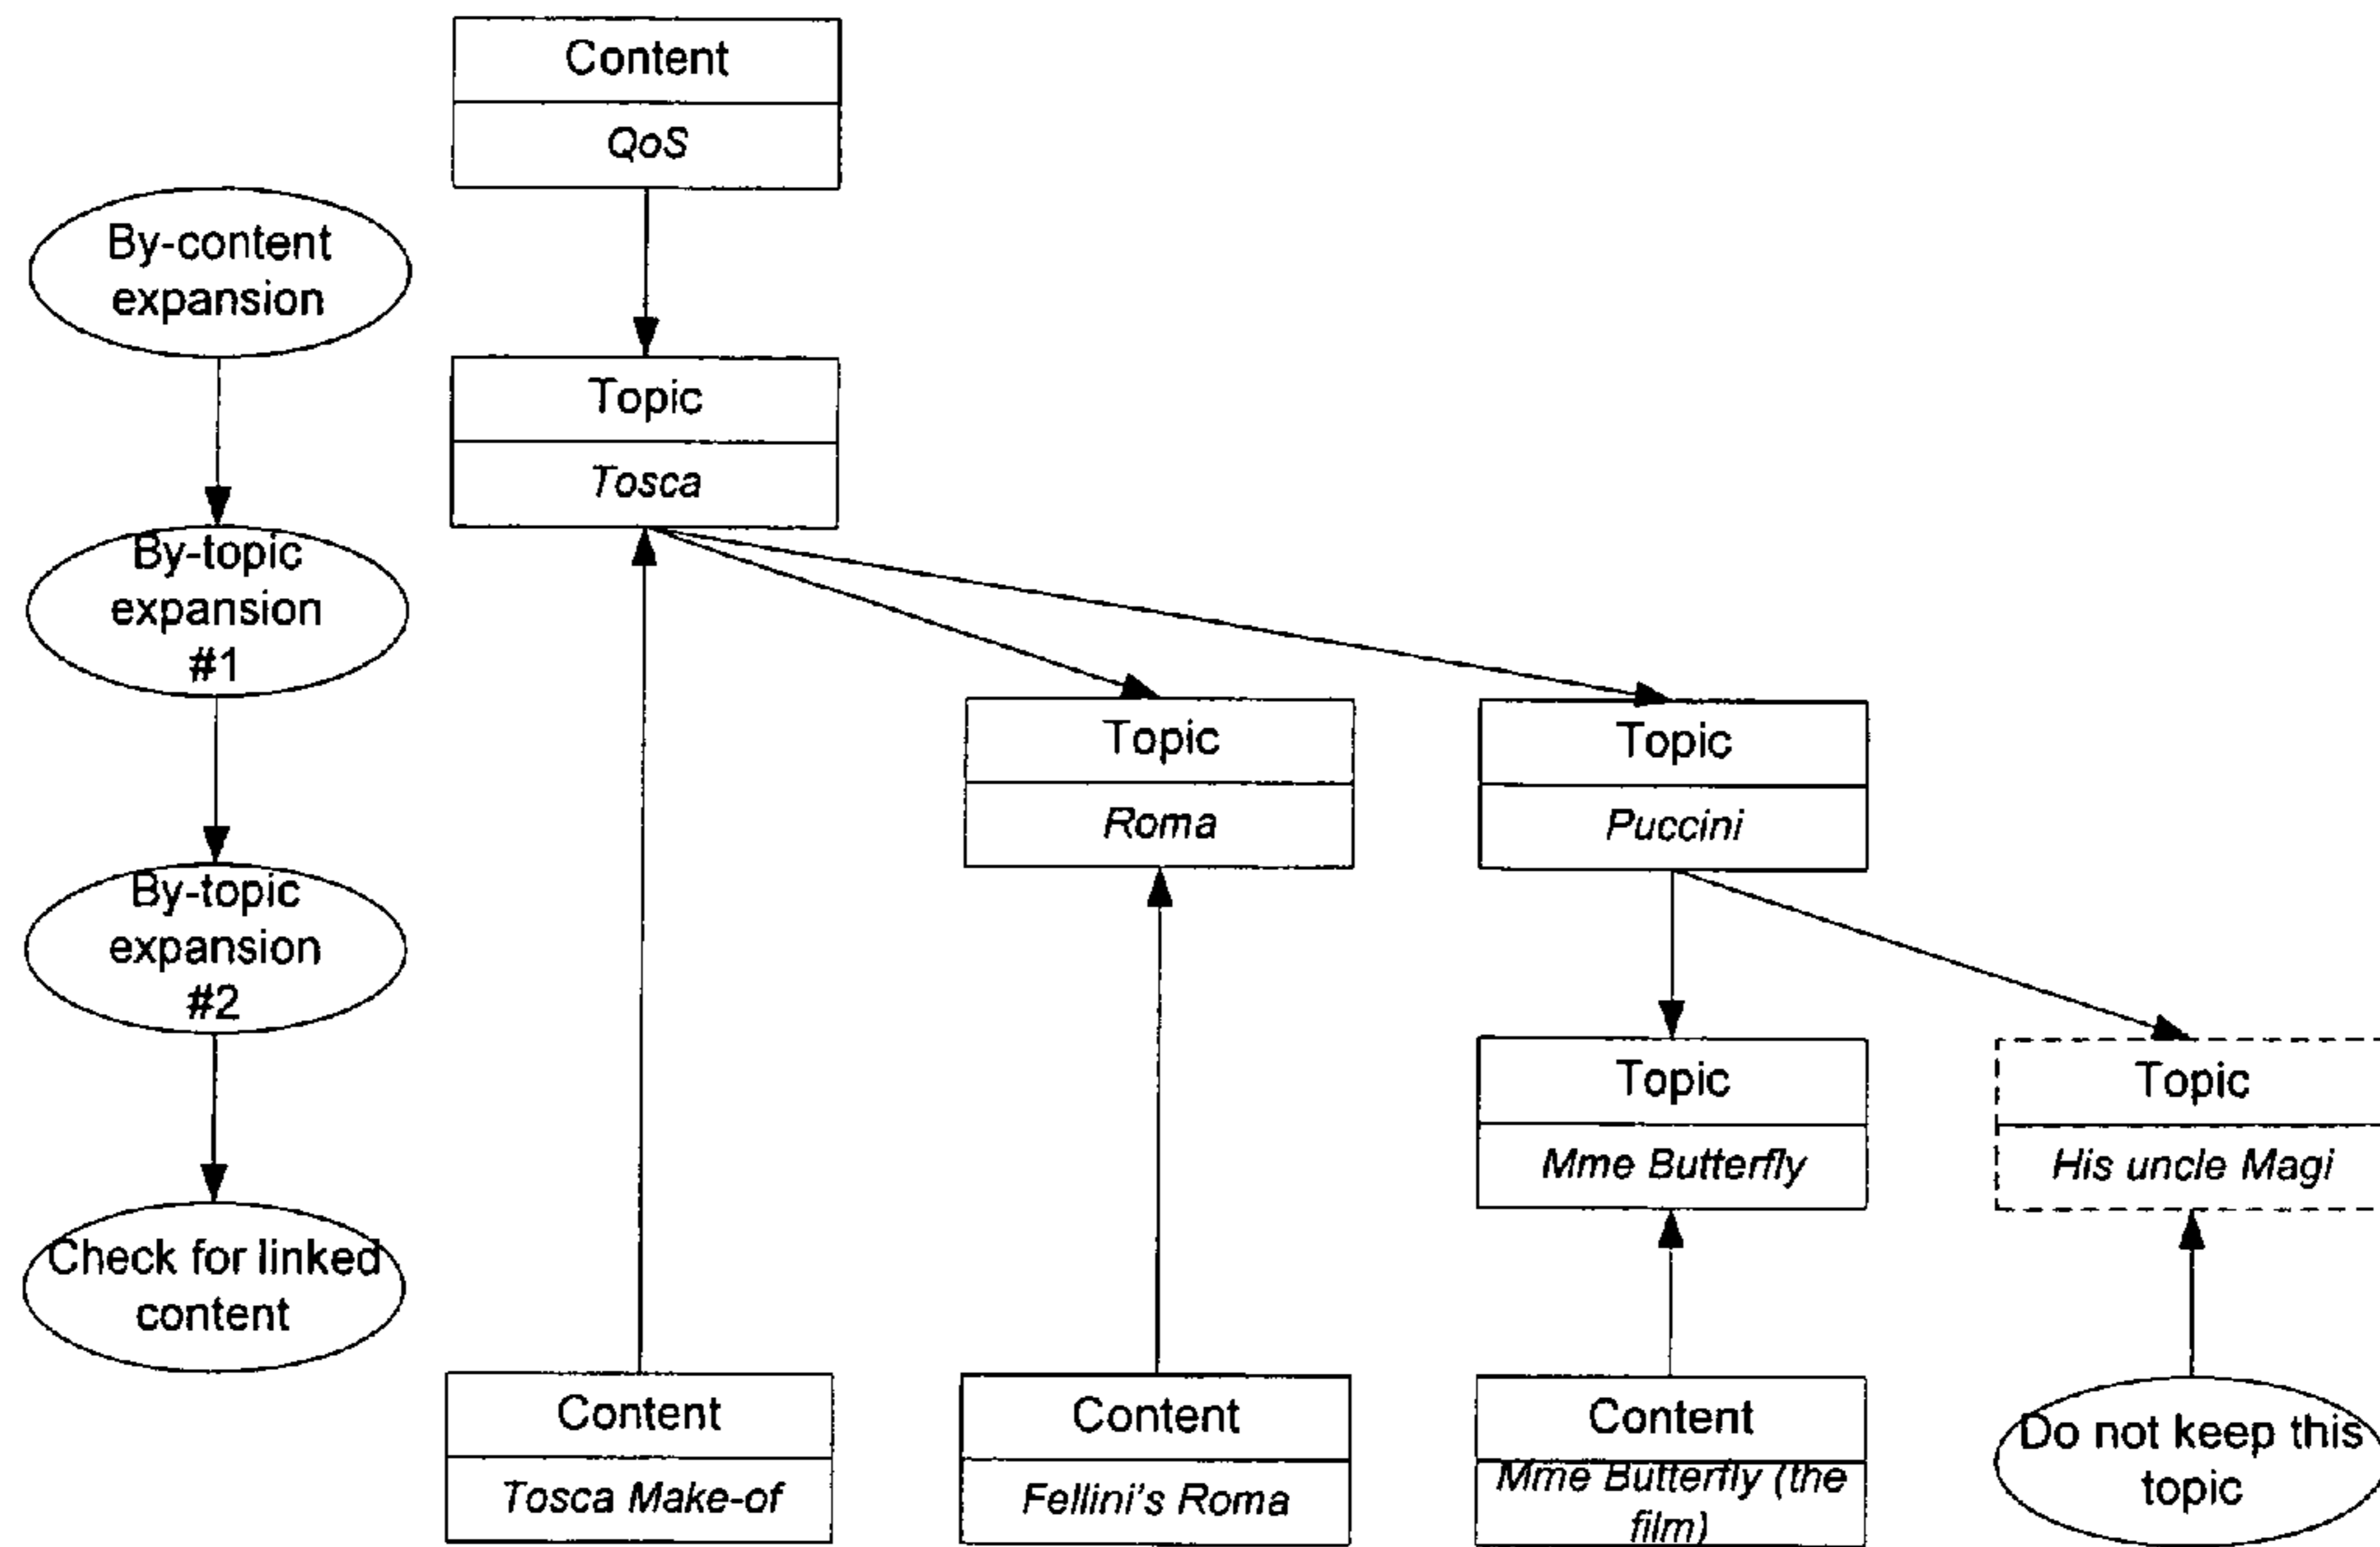 Content
QoS
By-content
expansion
Topic
Tosca
By-topic
expansion
#1
Topic
Roma
Topic
Puccini
By-topic
expansion
#2
Topic
Mme Butterfly
Topic
His uncle Magi
Check for linked
content
Content
Tosca Make-of
Content
Fellini's Roma
Content
Mme Butterfly (the
film)
Do not keep this
topic